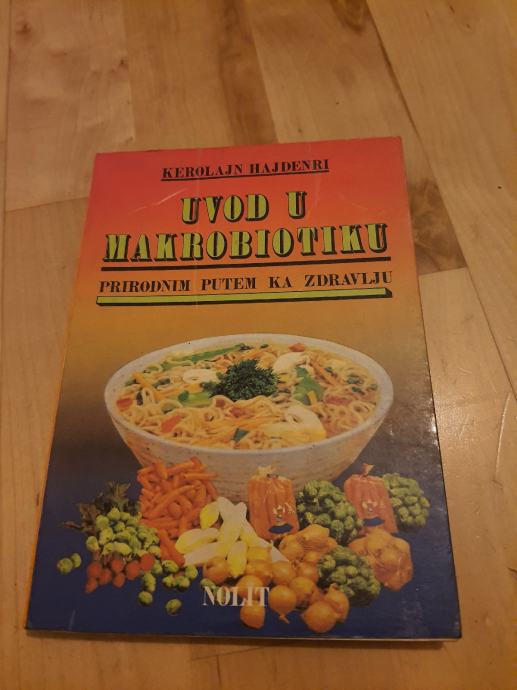 KEROLAJN HAJDENRI
UVOD U
MAKROBIOTIKU
PRIRODNIM PUTEM KA ZDRAVLJU
NOLIT